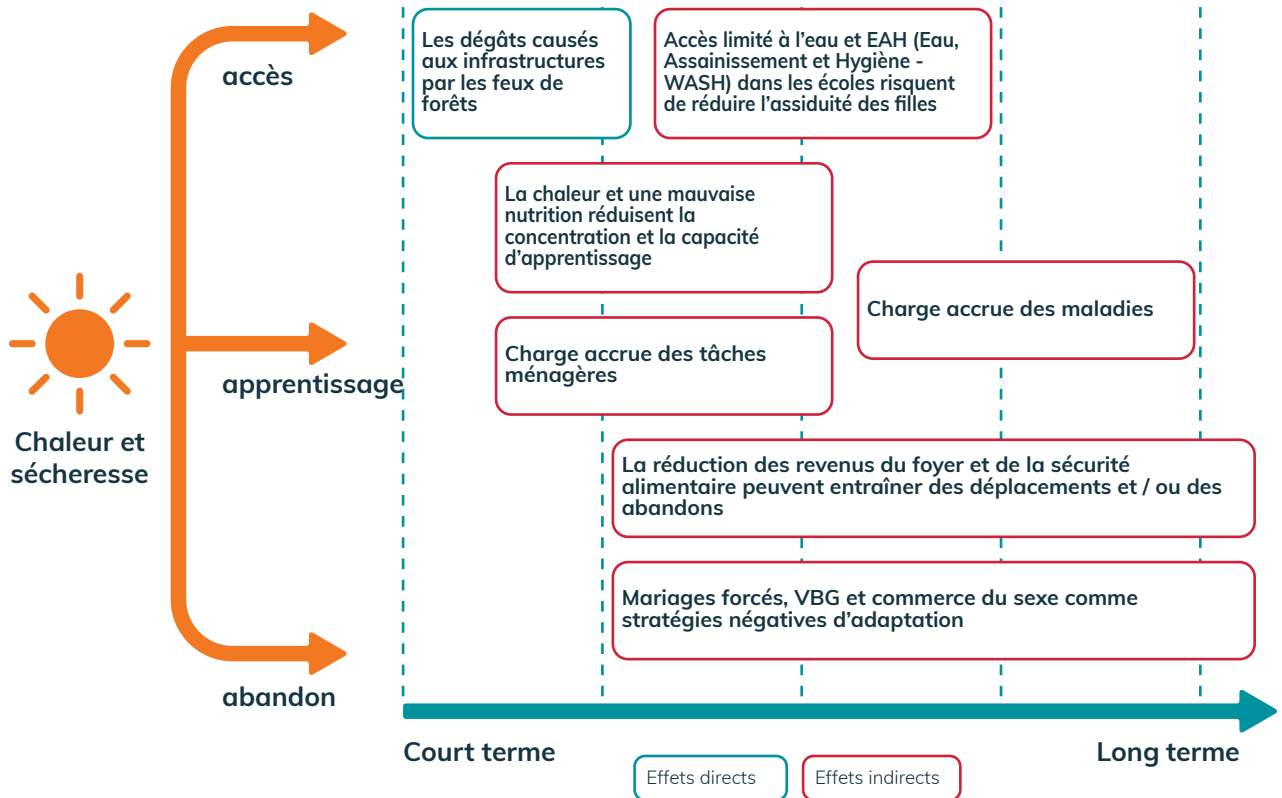 accès
Les dégâts causés
aux infrastructures
par les feux de
forêts
Accès limité à l’eau et EAH (Eau,
Assainissement et Hygiène -
WASH) dans les écoles risquent
de réduire l’assiduité des filles
La chaleur et une mauvaise
nutrition réduisent la
concentration et la capacité
d’apprentissage
Charge accrue des maladies
Chaleur et
sécheresse
apprentissage
Charge accrue des tâches
ménagères
La réduction des revenus du foyer et de la sécurité
alimentaire peuvent entraîner des déplacements et / ou des
abandons
Mariages forcés, VBG et commerce du sexe comme
stratégies négatives d’adaptation
abandon
Court terme
Long terme
Effets directs
Effets indirects